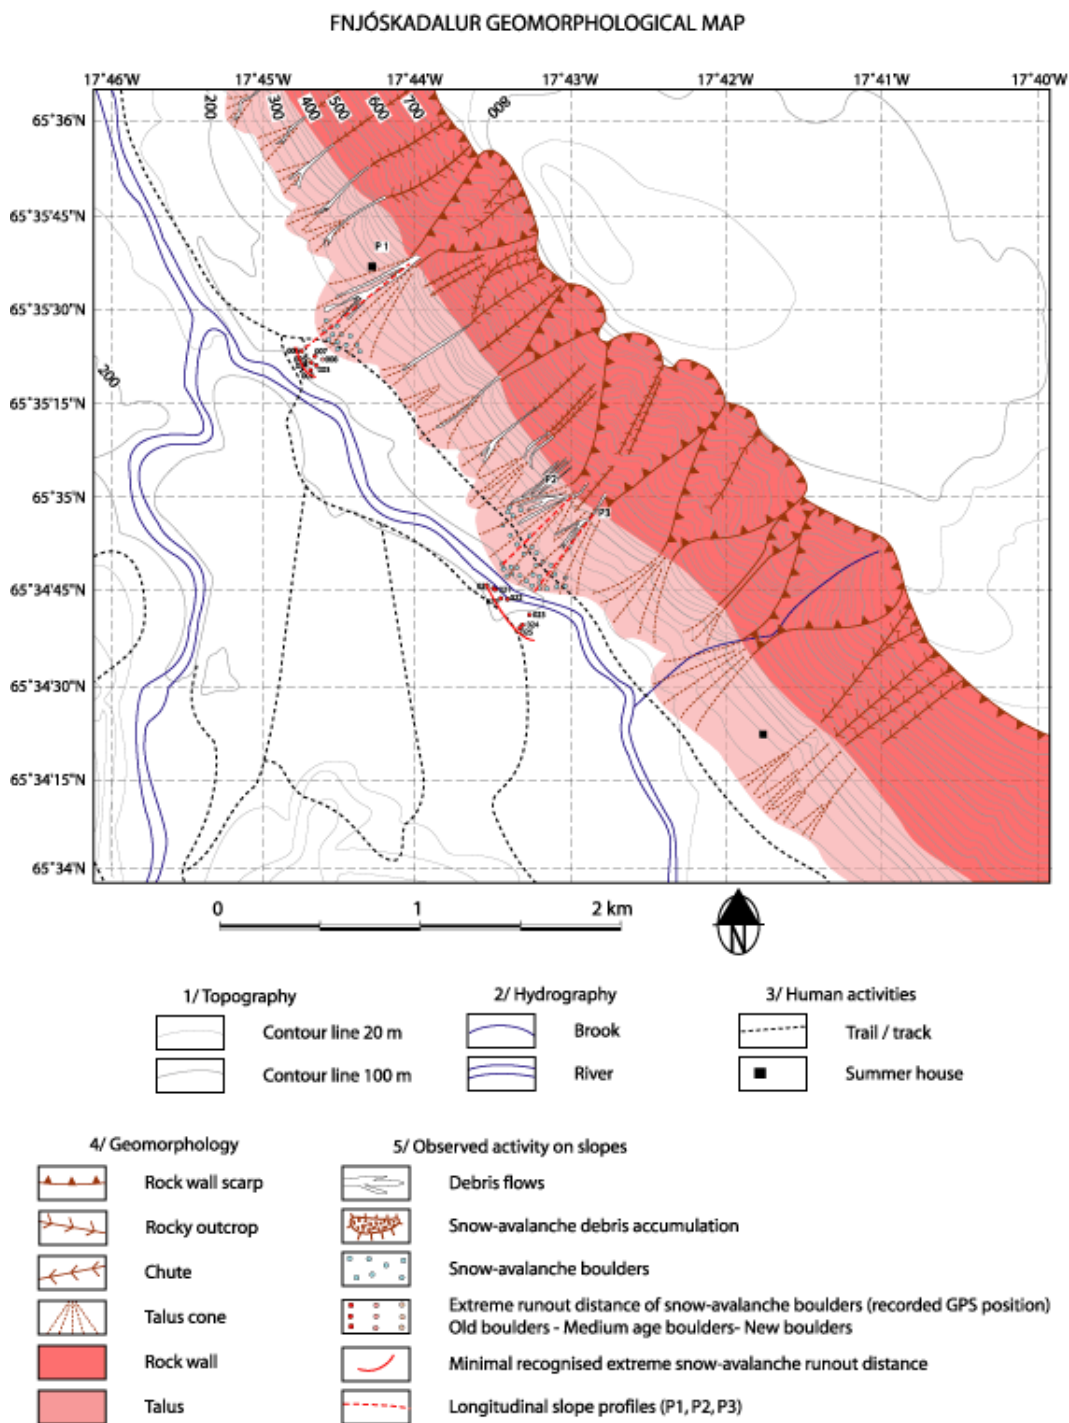 FNJÓSKADALUR GEOMORPHOLOGICAL MAP
17°46'W 17°45'W 17°44'W 17°43'W 17°42'W 17°41'W 17°40'W
200 300 400 500 600 700 800
65°36'N
65°35'45"N
P 1
65°35'30"N
200
65°35'15"N
P2
65°35'N
P3
65°34'45"N
65°34'30"N
65°34'15"N
65°34'N
0 1 2 km
N
1/ Topography
Contour line 20 m
Contour line 100 m
2/ Hydrography
Brook
River
3/ Human activities
Trail / track
Summer house
4/ Geomorphology
Rock wall scarp
Rocky outcrop
Chute
Talus cone
Rock wall
Talus
5/ Observed activity on slopes
Debris flows
Snow-avalanche debris accumulation
Snow-avalanche boulders
Extreme runout distance of snow-avalanche boulders (recorded GPS position)
Old boulders - Medium age boulders- New boulders
Minimal recognised extreme snow-avalanche runout distance
Longitudinal slope profiles (P1, P2, P3)